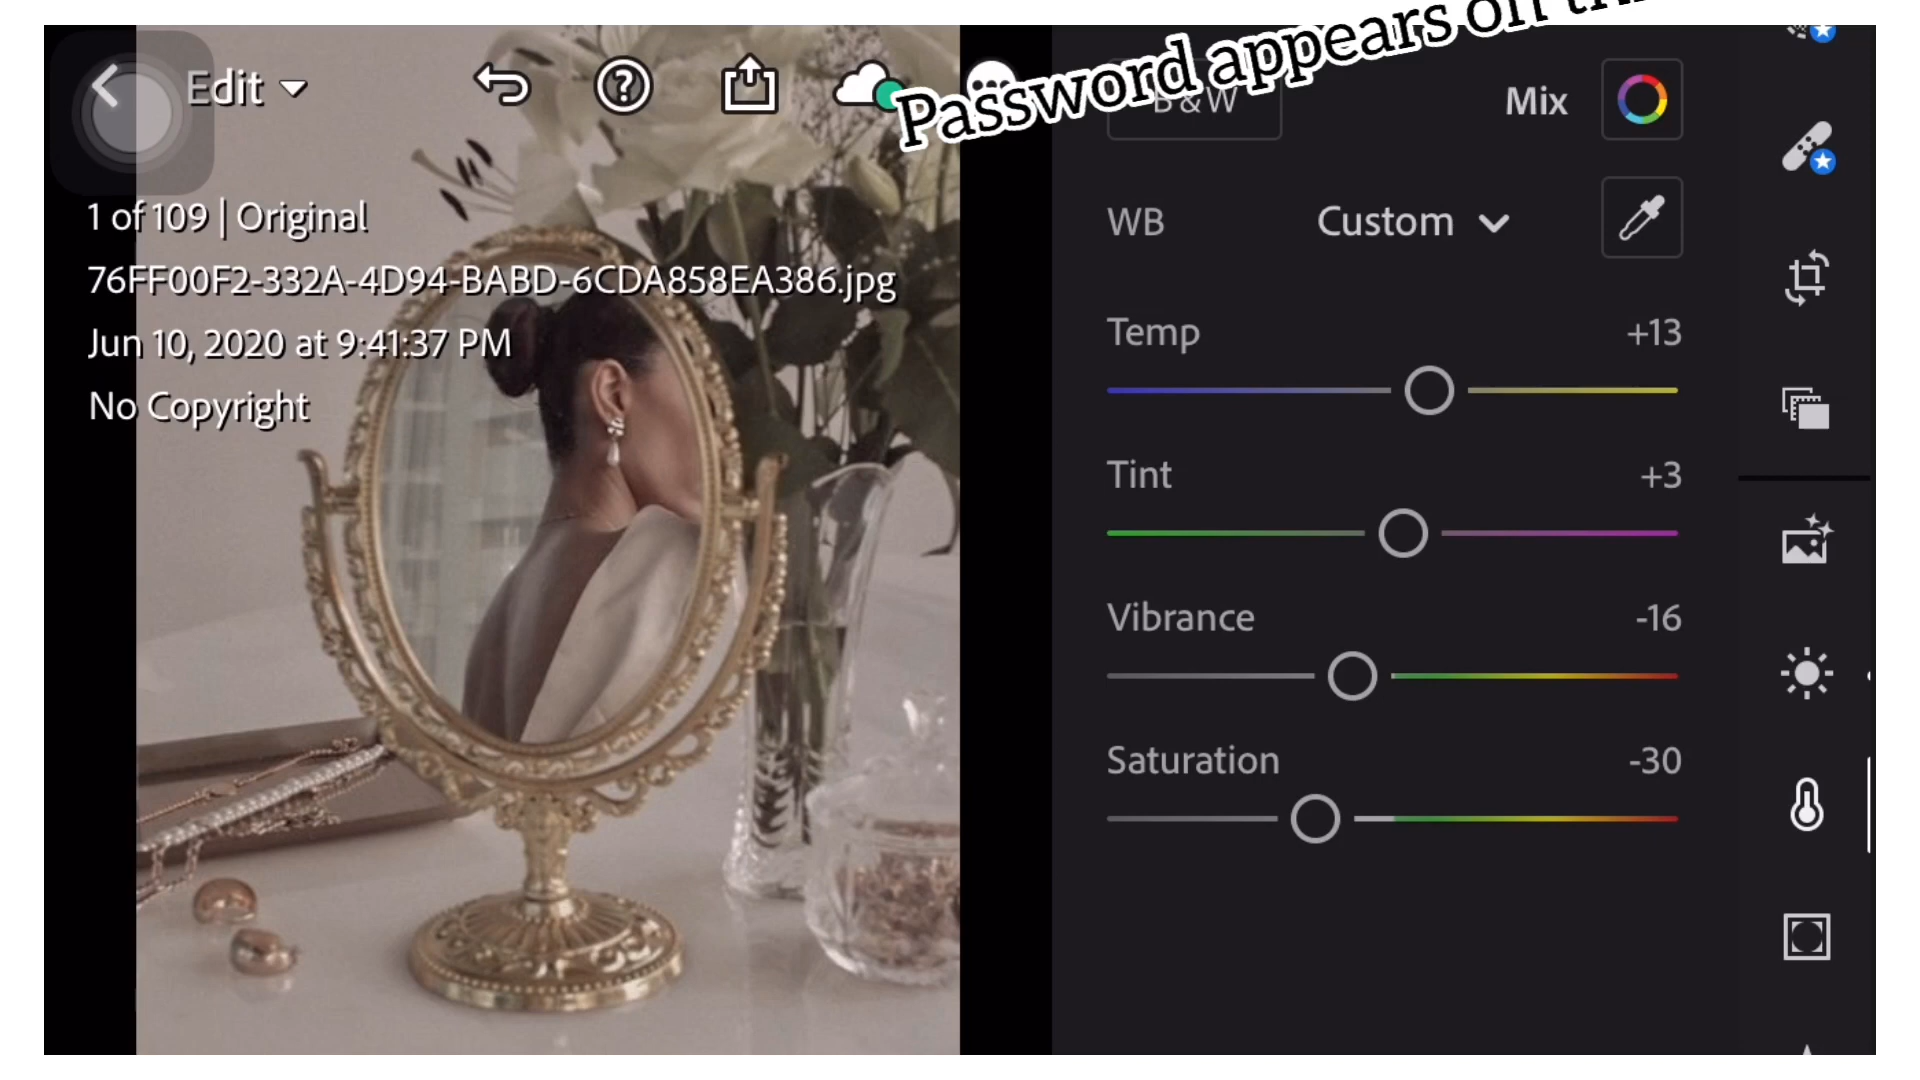 Password appears on
Edit
B&W
Mix
1 of 109 | Original
76FF00F2-332A-4D94-BABD-6CDA858EA386.jpg
Jun 10, 2020 at 9:41:37 PM
No Copyright
WB
Custom
Temp
+13
Tint
+3
Vibrance
-16
Saturation
-30